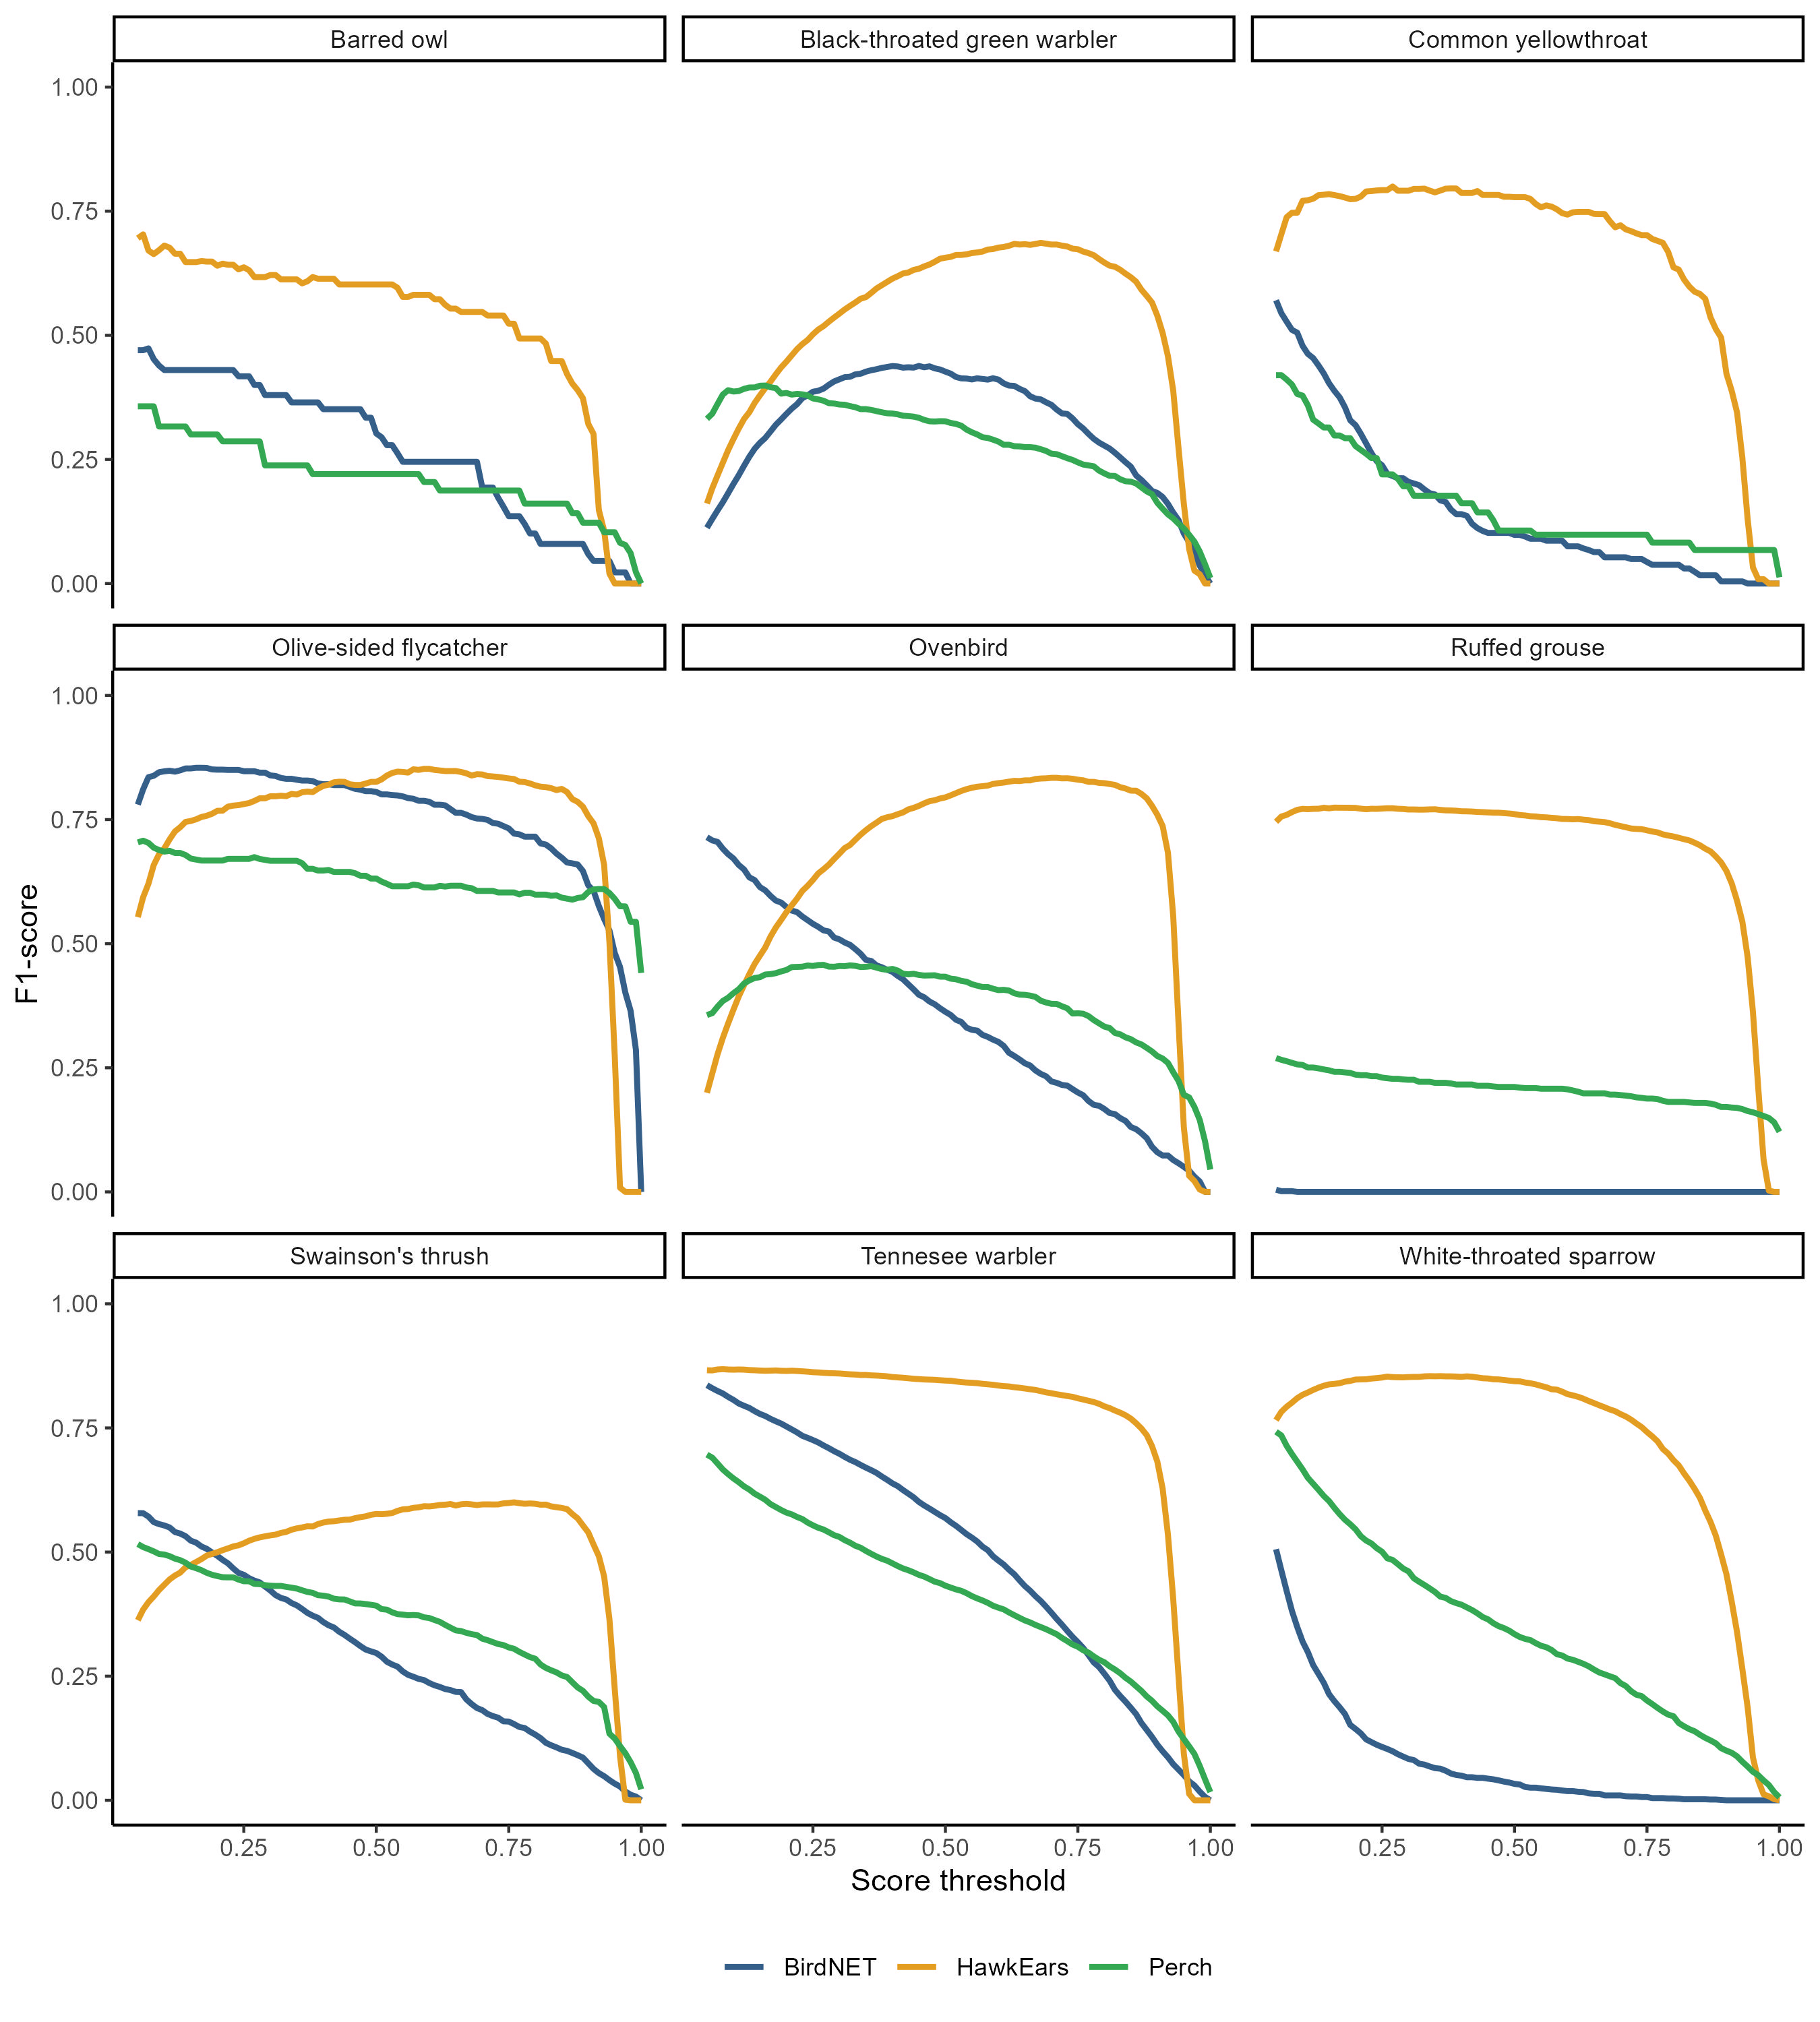 Barred owl
Black-throated green warbler
Common yellowthroat
1.00
0.75
0.50
0.25
0.00
Olive-sided flycatcher
Ovenbird
Ruffed grouse
1.00
0.75
0.50
0.25
0.00
F1-score
Swainson's thrush
Tennesee warbler
White-throated sparrow
1.00
0.75
0.50
0.25
0.00
0.25 0.50 0.75 1.00
0.25 0.50 0.75 1.00
0.25 0.50 0.75 1.00
Score threshold
BirdNET HawkEars Perch